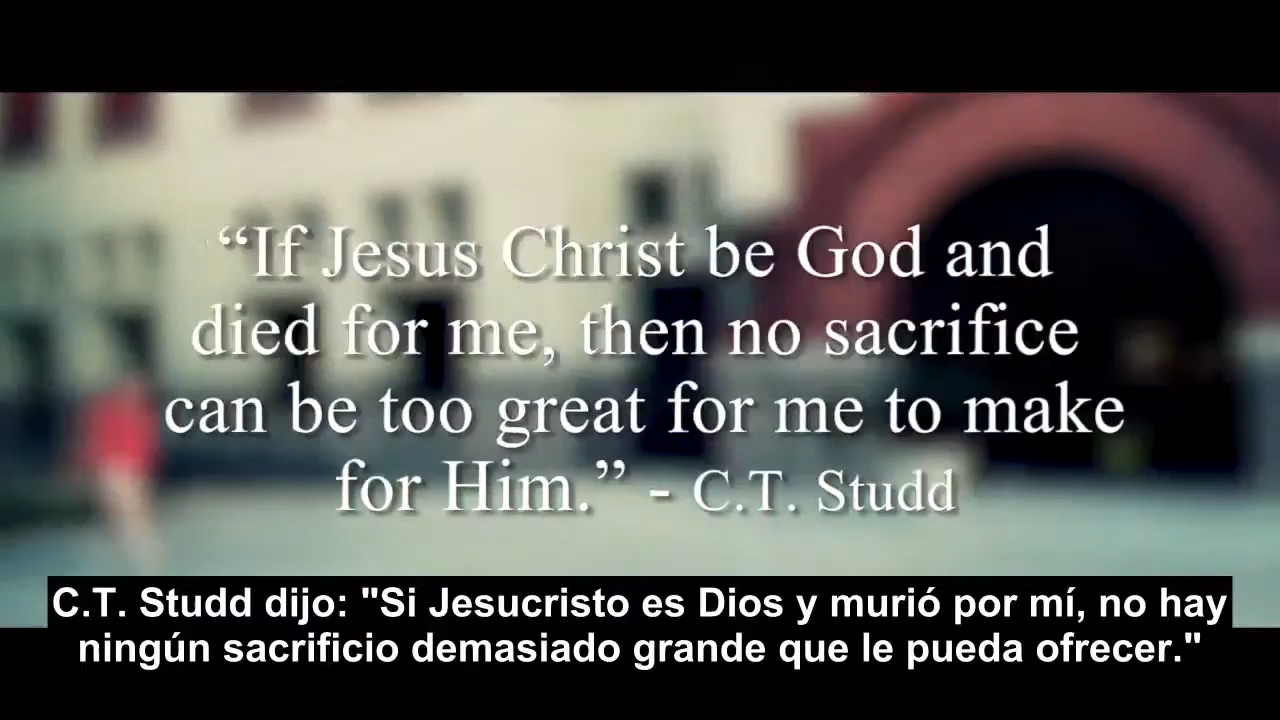 “If Jesus Christ be God and
died for me, then no sacrifice
can be too great for me to make
for Him.” - C.T. Studd
C.T. Studd dijo: "Si Jesucristo es Dios y murió por mí, no hay
ningún sacrificio demasiado grande que le pueda ofrecer."